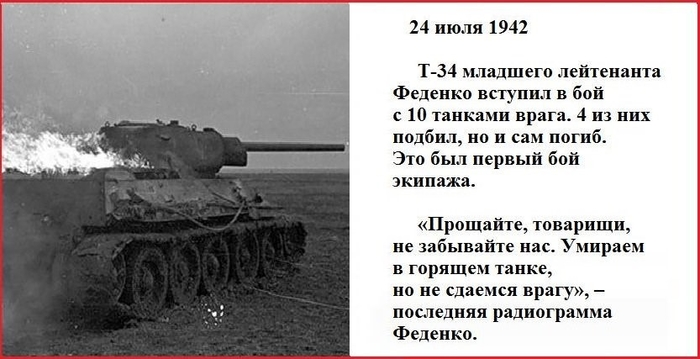 24 июля 1942
Т-34 младшего лейтенанта
Феденко вступил в бой
с 10 танками врага. 4 из них
подбил, но и сам погиб.
Это был первый бой
экипажа.
«Прощайте, товарищи,
не забывайте нас. Умираем
в горящем танке,
но не сдаемся врагу», –
последняя радиограмма
Феденко.